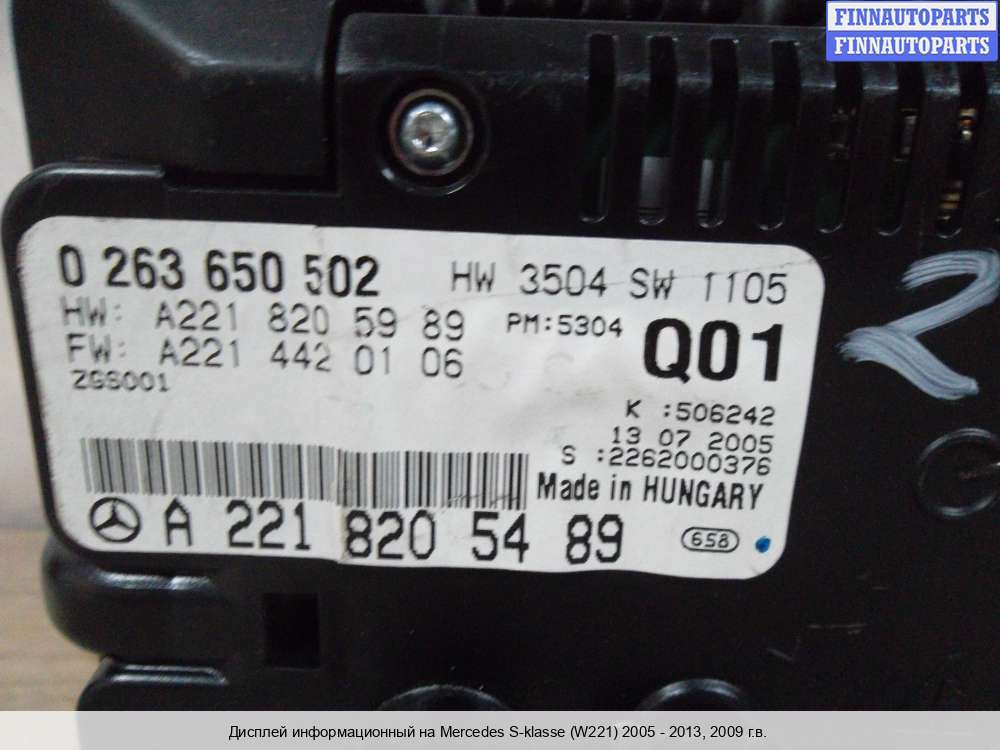 FINNAUTOPARTS
FINNAUTOPARTS
0 263 650 502 HW 3504 SW 1105
HW: A221 820 59 89 PM:5304 Q01
FW: A221 442 01 06
ZGS001
K :506242
13 07 2005
S :2262000376
Made in HUNGARY
A 221 820 54 89 658
2
Дисплей информационный на Mercedes S-klasse (W221) 2005 - 2013, 2009 г.в.